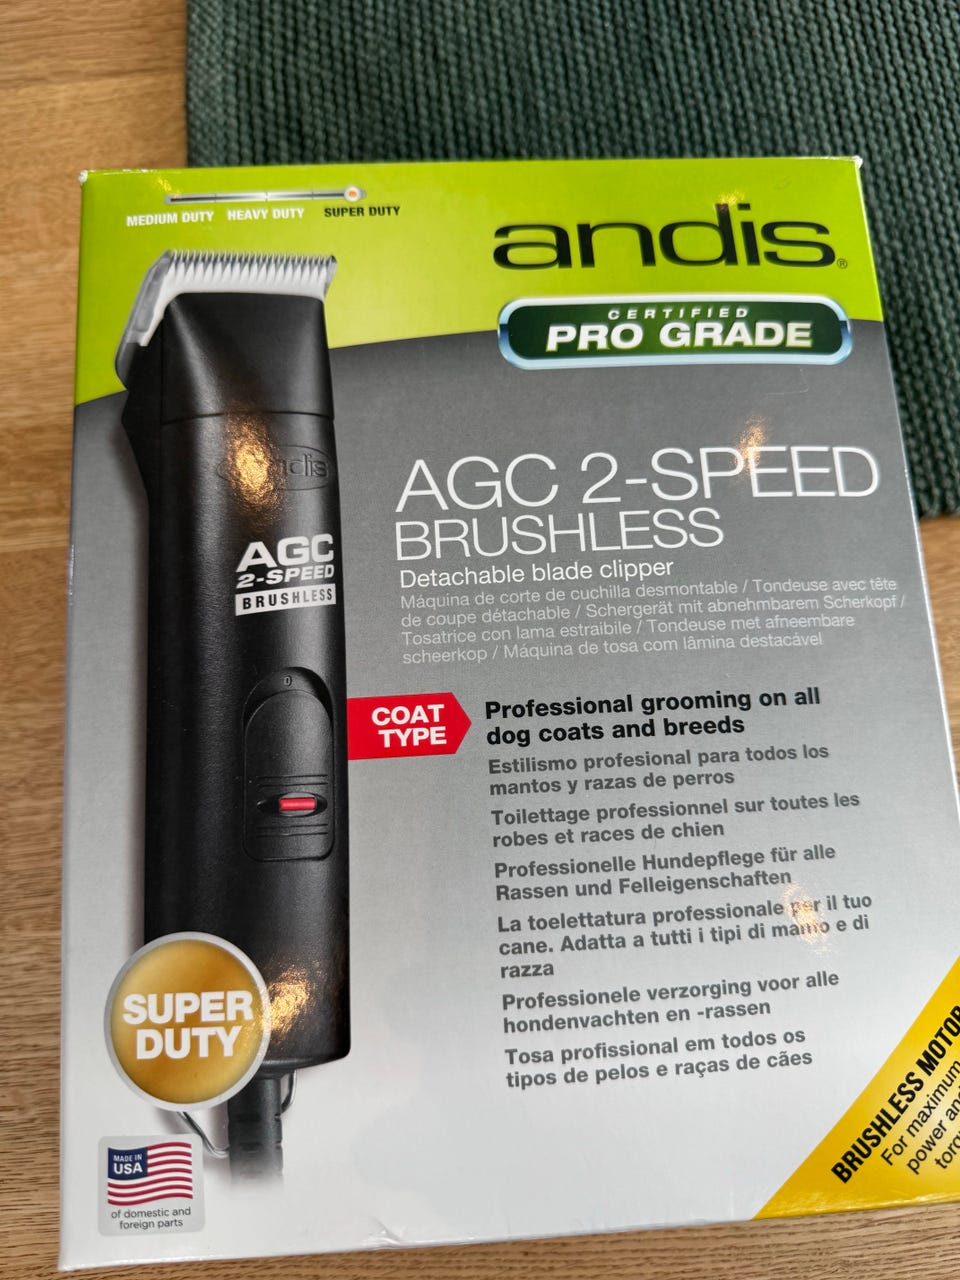 MEDIUM DUTY HEAVY DUTY SUPER DUTY
andis®
CERTIFIED
PRO GRADE
andis
AGC
2-SPEED
BRUSHLESS
0
AGC 2-SPEED
BRUSHLESS
Detachable blade clipper
Máquina de corte de cuchilla desmontable / Tondeuse avec tête
de coupe détachable / Schergerät mit abnehmbarem Scherkopf /
Tosatrice con lama estraibile / Tondeuse met afneembare
scheerkop / Máquina de tosa com lâmina destacável
COAT
TYPE
Professional grooming on all
dog coats and breeds
Estilismo profesional para todos los
mantos y razas de perros
Toilettage professionnel sur toutes les
robes et races de chien
Professionelle Hundepflege für alle
Rassen und Felleigenschaften
La toelettatura professionale per il tuo
cane. Adatta a tutti i tipi di manto e di
razza
Professionele verzorging voor alle
hondenvachten en -rassen
Tosa profissional em todos os
tipos de pelos e raças de cães
SUPER
DUTY
MADE IN
USA
of domestic and
foreign parts
BRUSHLESS MOTOR
For maximum
power